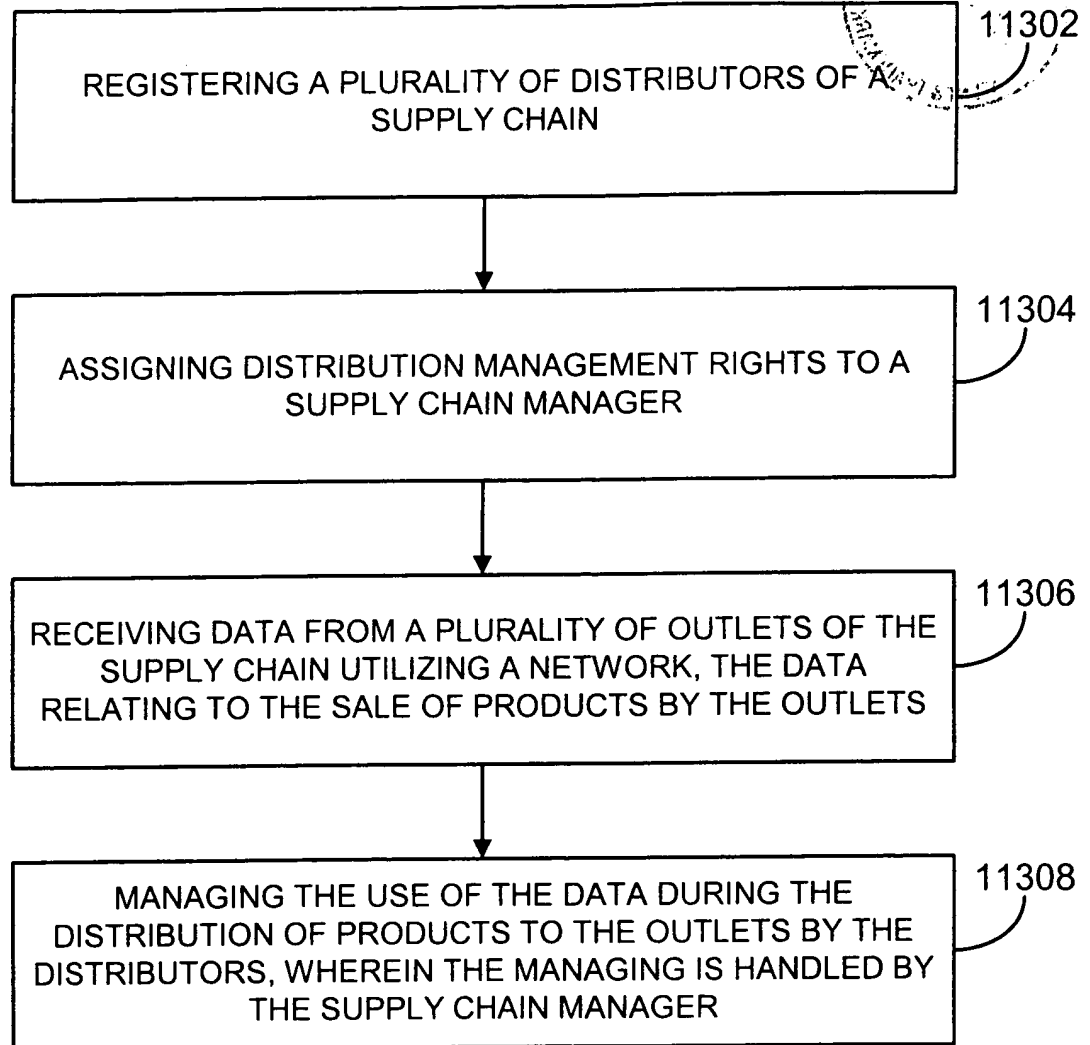 11302
REGISTERING A PLURALITY OF DISTRIBUTORS OF A
SUPPLY CHAIN
11304
ASSIGNING DISTRIBUTION MANAGEMENT RIGHTS TO A
SUPPLY CHAIN MANAGER
11306
RECEIVING DATA FROM A PLURALITY OF OUTLETS OF THE
SUPPLY CHAIN UTILIZING A NETWORK, THE DATA
RELATING TO THE SALE OF PRODUCTS BY THE OUTLETS
11308
MANAGING THE USE OF THE DATA DURING THE
DISTRIBUTION OF PRODUCTS TO THE OUTLETS BY THE
DISTRIBUTORS, WHEREIN THE MANAGING IS HANDLED BY
THE SUPPLY CHAIN MANAGER